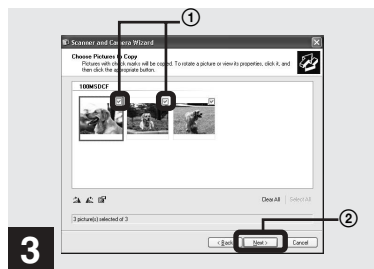 ①
Scanner and Camera Wizard
Choose Pictures to Copy
Pictures with check marks will be copied. To rotate a picture or view its properties, click it, and
then click the appropriate button.
100MSDCF
Clear All Select All
②
3 picture(s) selected of 3
3
< Back Next > Cancel